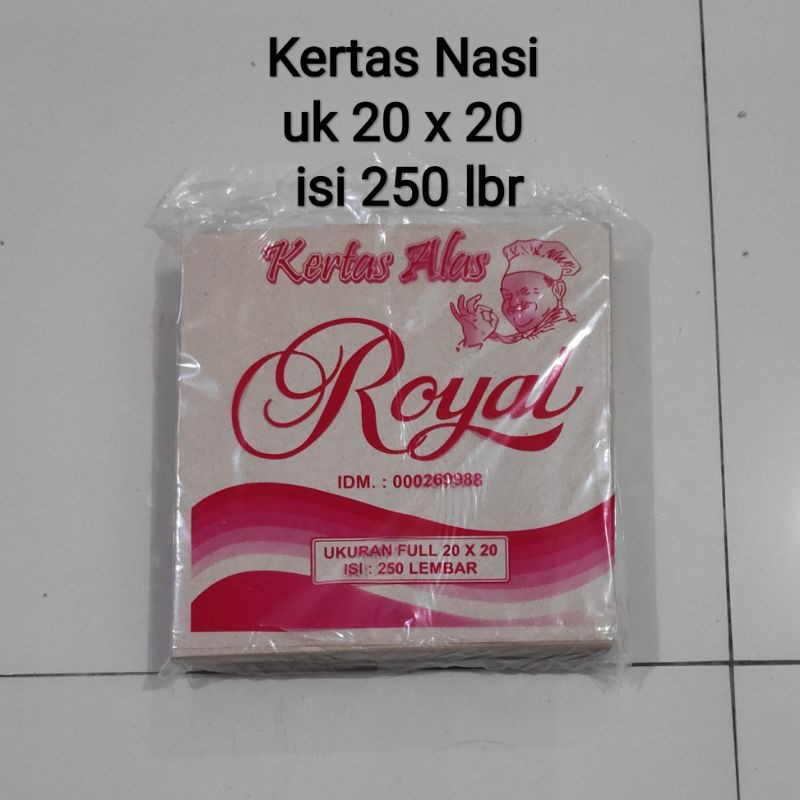 Kertas Nasi
uk 20 x 20
isi 250 lbr
Kertas Alas
Royal
IDM. : 000269988
UKURAN FULL 20 X 20
ISI : 250 LEMBAR